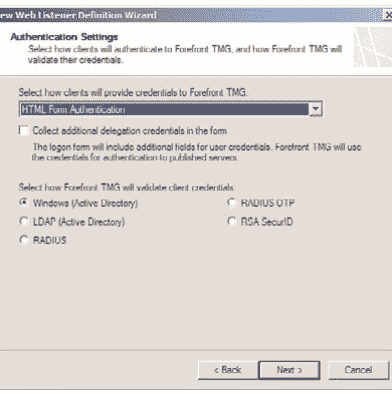 ew Web Listener Definition Wizard
Authentication Settings
Select how clients will authenticate to Forefront TMG, and how Forefront TMG will
validate their credentials.
Select how clients will provide credentials to Forefront TMG:
HTML Form Authentication
Collect additional delegation credentials in the form
The logon form will include additional fields for user credentials. Forefront TMG will use
the credentials for authentication to published servers.
Select how Forefront TMG will validate client credentials:
Windows (Active Directory)
RADIUS OTP
LDAP (Active Directory)
RSA SecurID
RADIUS
< Back
Next >
Cancel